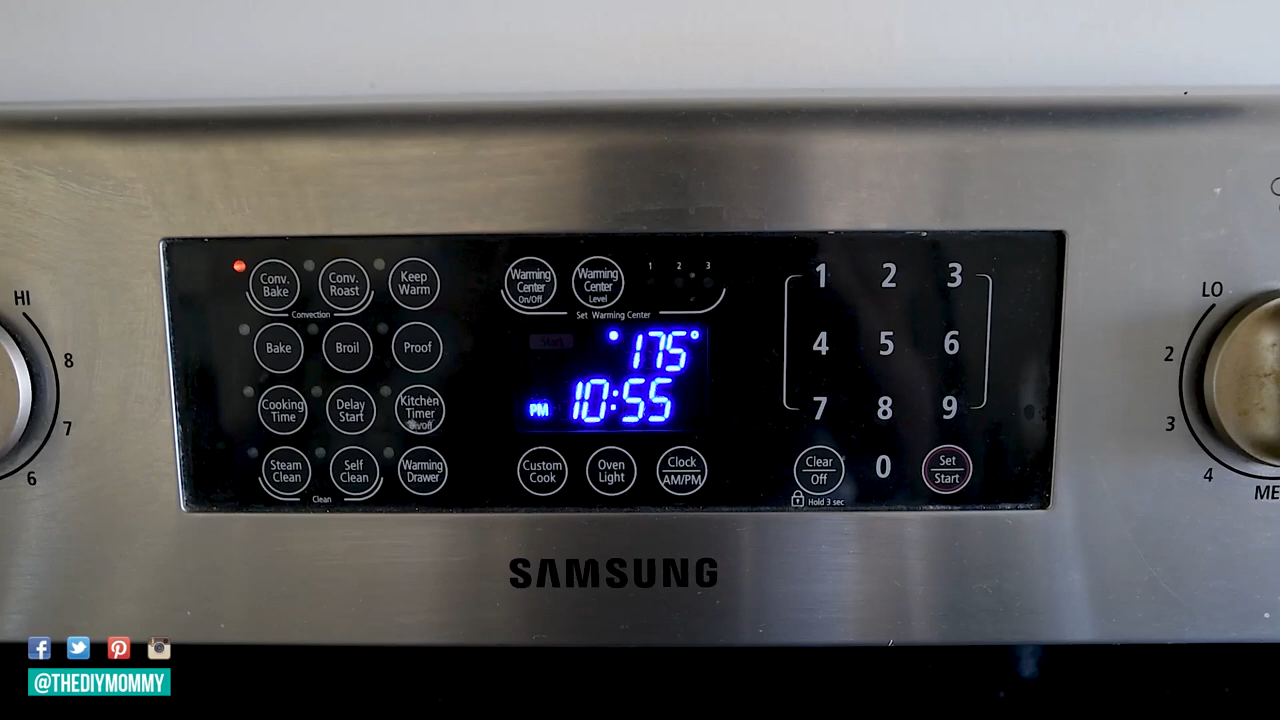 HI
8
7
6
Conv. Bake
Conv. Roast
Keep Warm
Convection
Bake
Broil
Proof
Cooking Time
Delay Start
Kitchen Timer On/off
Steam Clean
Self Clean
Warming Drawer
Clean
Warming Center On/Off
Warming Center Level
1 2 3
Set Warming Center
Start
175°
PM 10:55
Custom Cook
Oven Light
Clock AM/PM
1 2 3
4 5 6
7 8 9
Clear Off
0
Set Start
Hold 3 sec
LO
2
3
4
ME
SAMSUNG
@THEDIYMOMMY